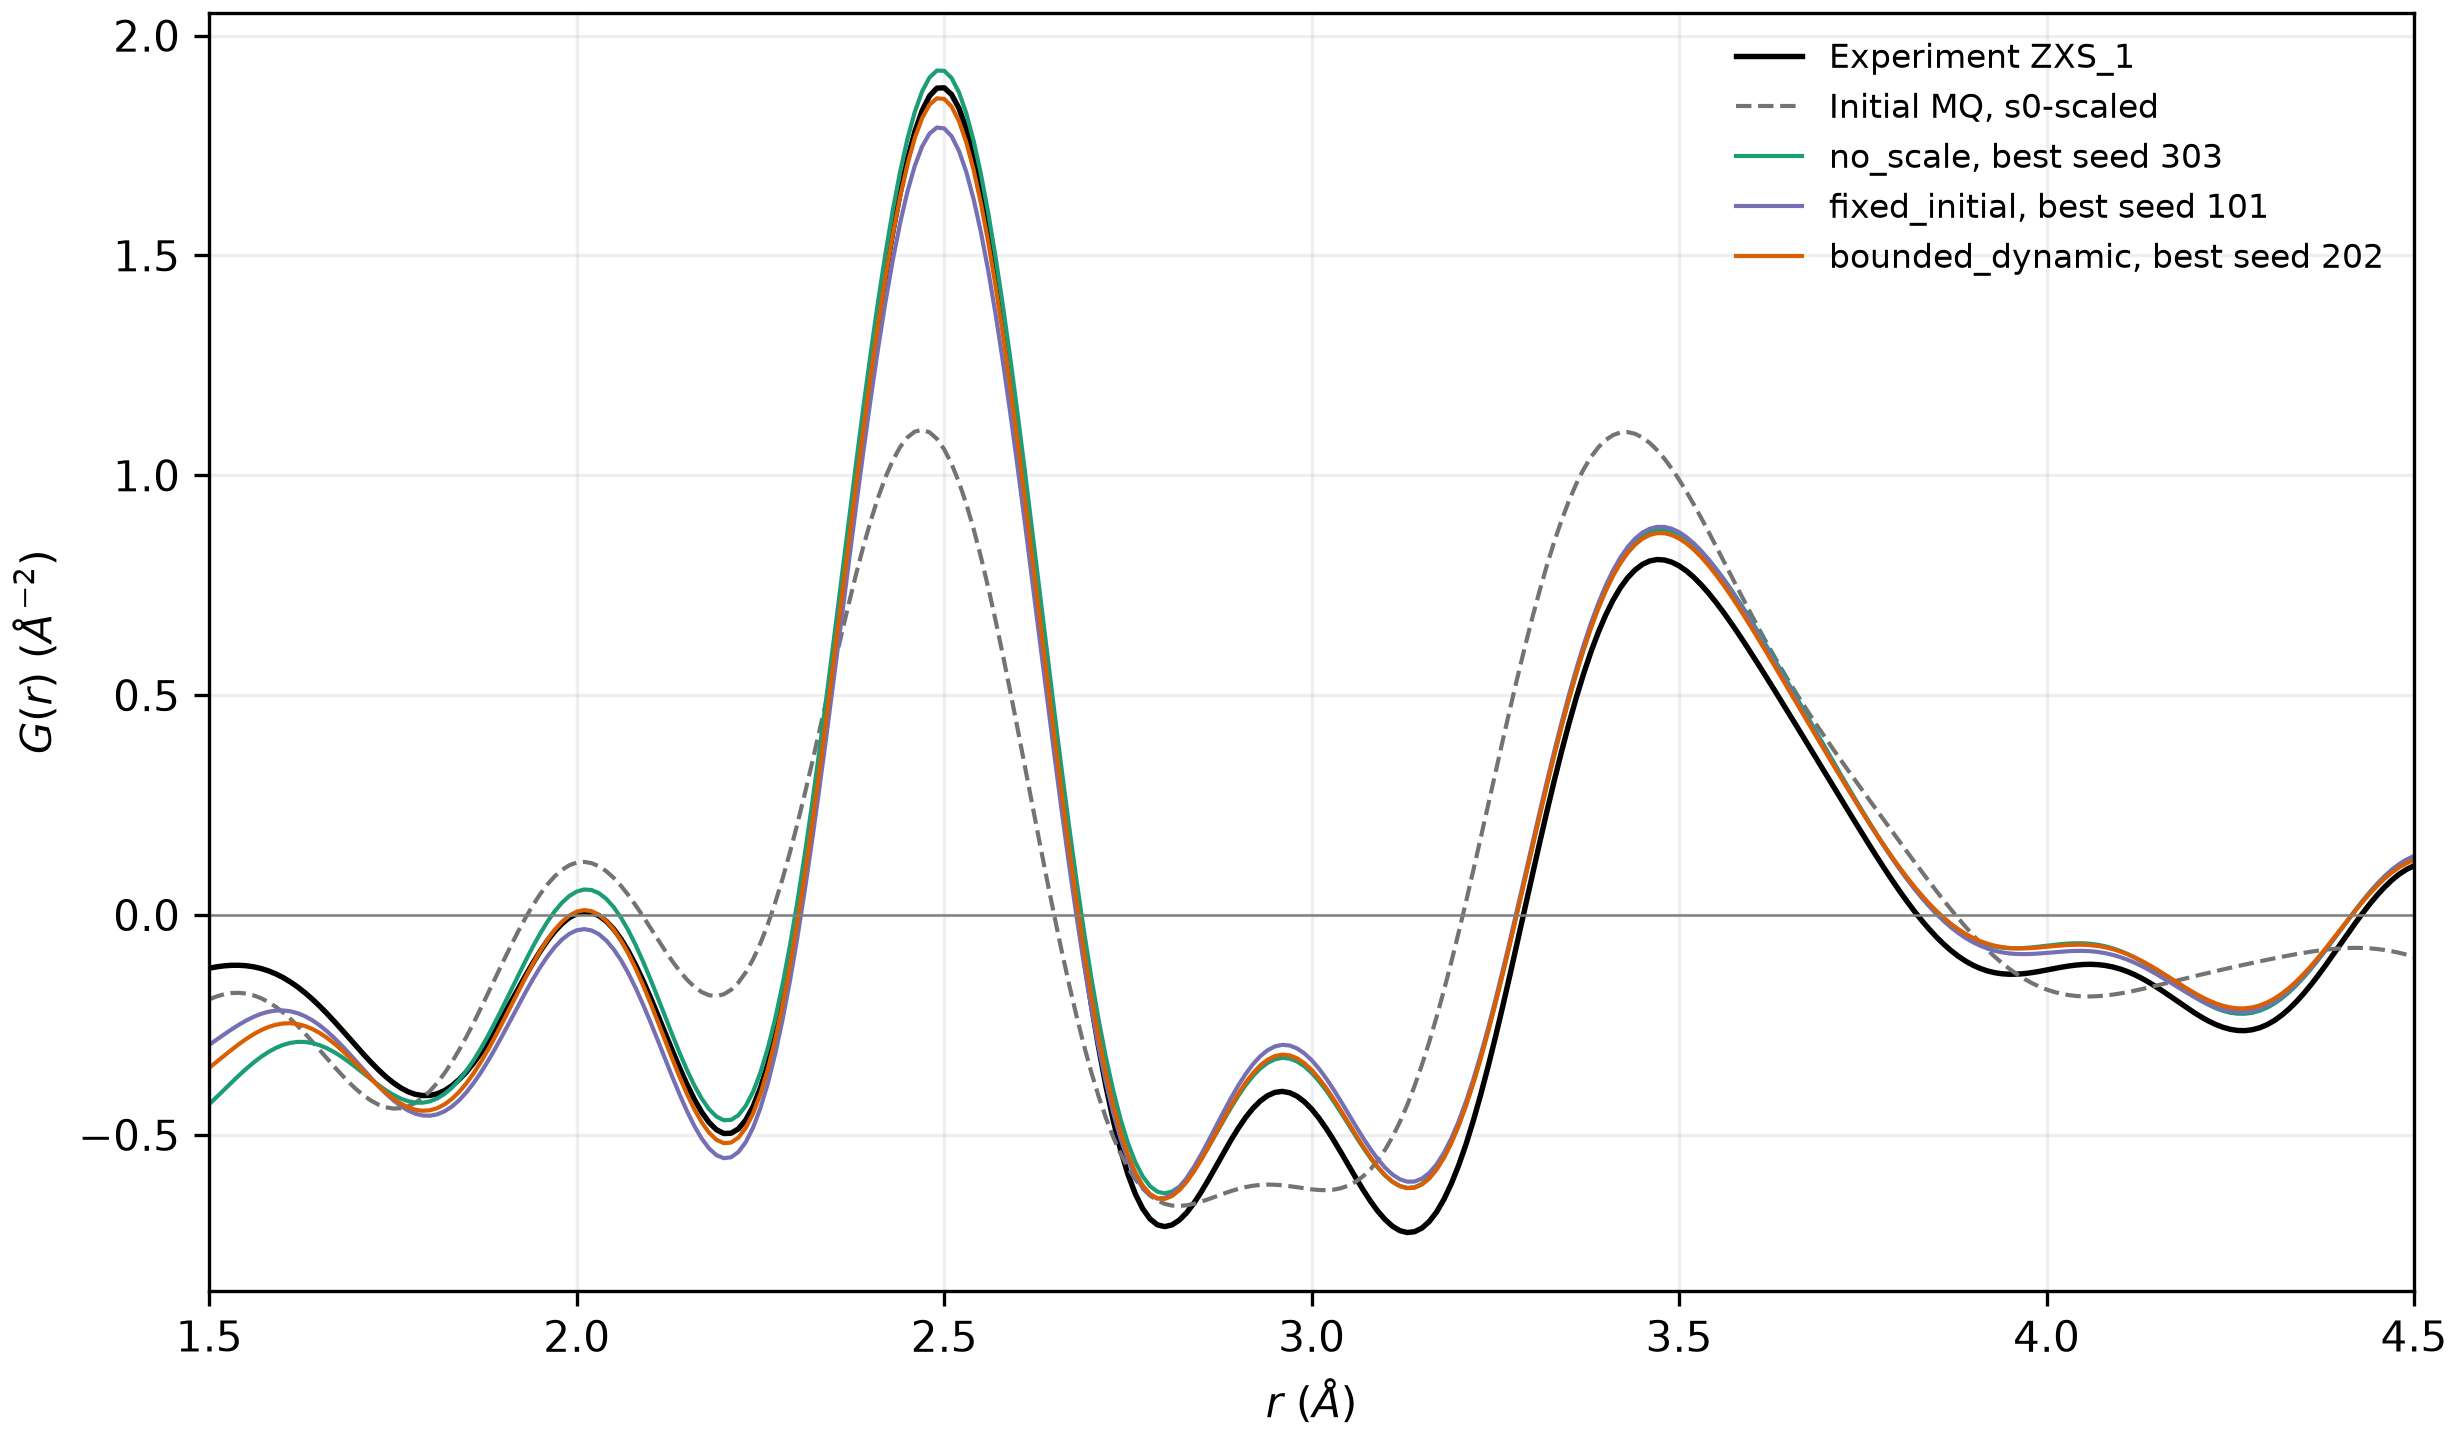 Experiment ZXS_1
Initial MQ, s0-scaled
no_scale, best seed 303
fixed_initial, best seed 101
bounded_dynamic, best seed 202
2.0
1.5
1.0
0.5
0.0
−0.5
G(r) (Å⁻²)
1.5 2.0 2.5 3.0 3.5 4.0 4.5
r (Å)